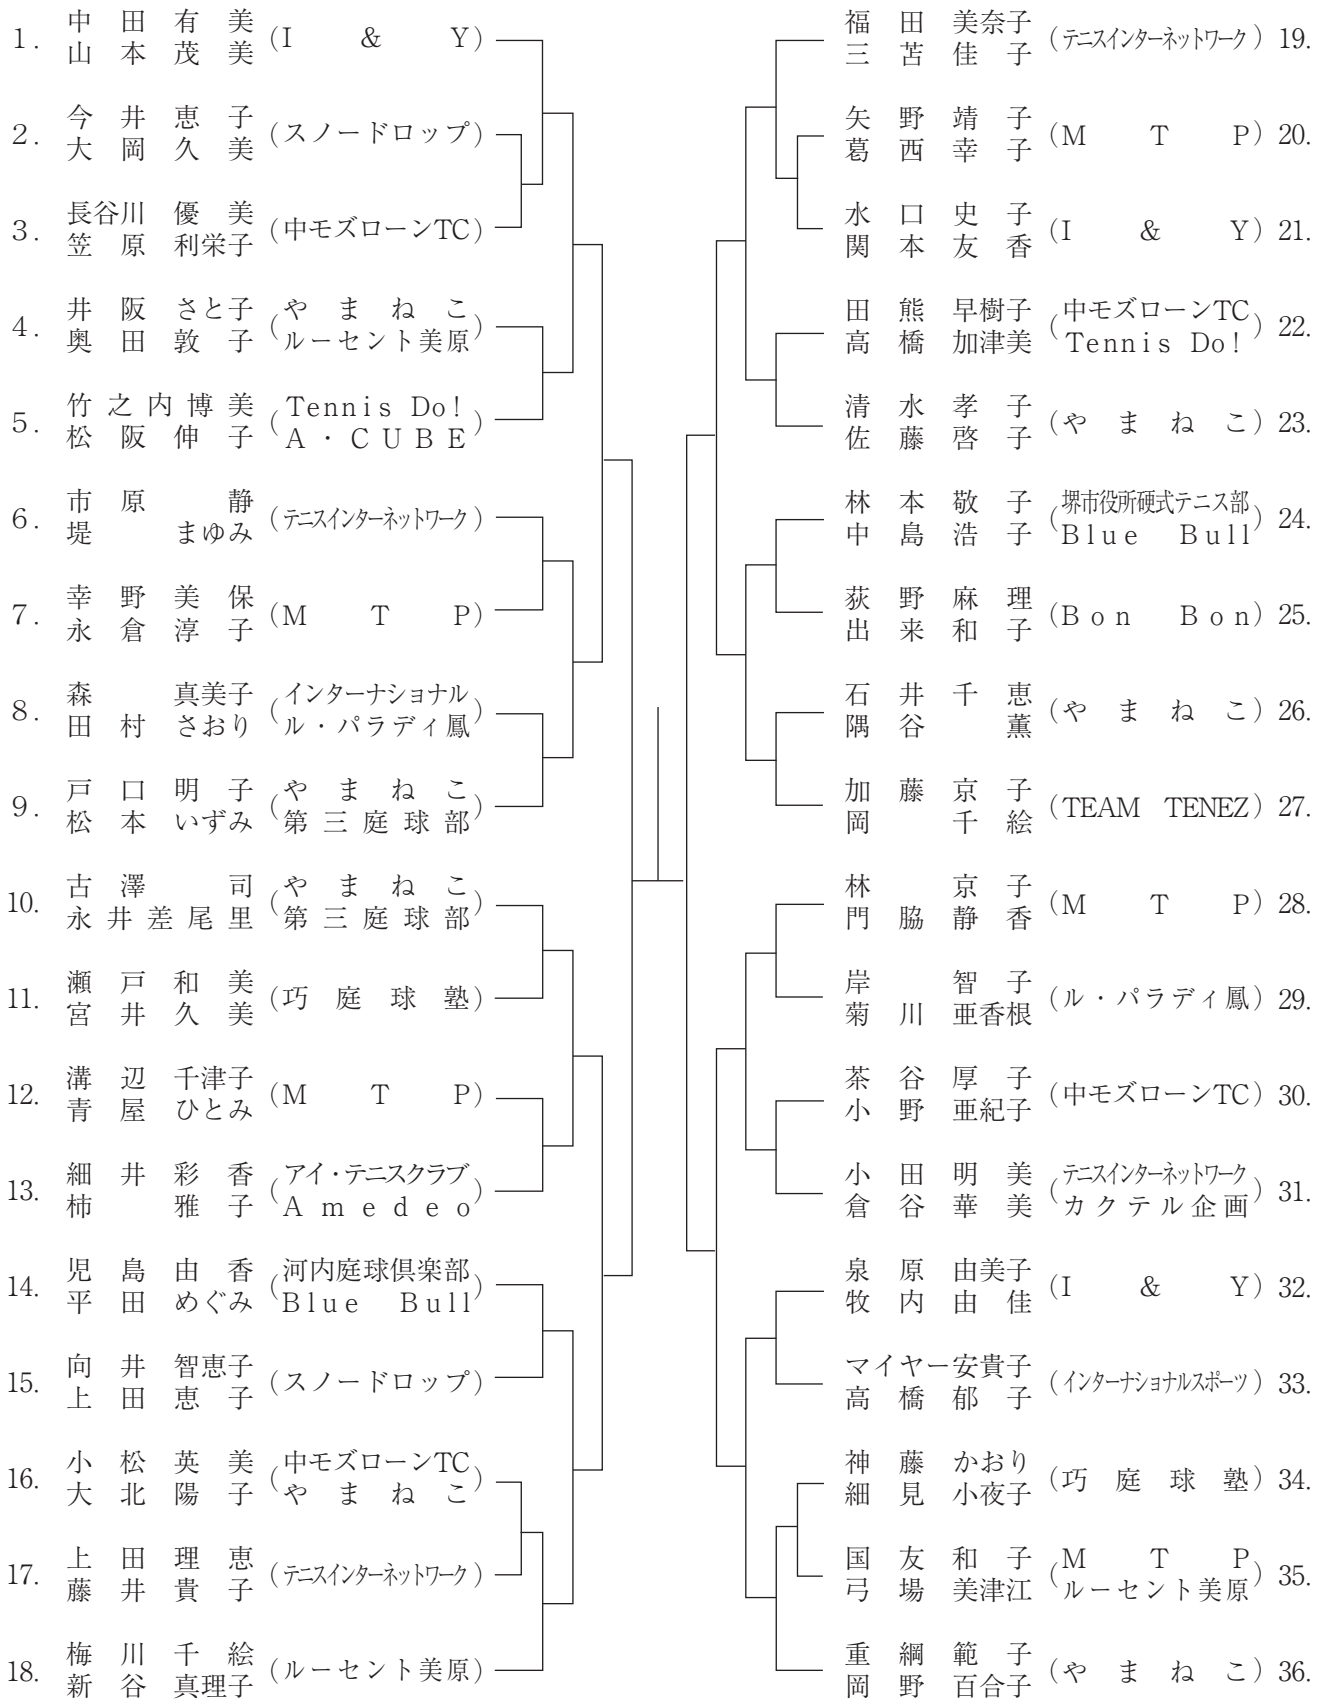 1. 中田有美 (I & Y)
山本茂美
2. 今井恵子 (スノードロップ)
大岡久美
3. 長谷川優美 (中モズローンTC)
笠原利栄子
4. 井阪さと子 (やまねこ
奥田敦子 ルーセント美原)
5. 竹之内博美 (Tennis Do!
松阪伸子 A・CUBE)
6. 市原静 (テニスインターネットワーク)
堤まゆみ
7. 幸野美保 (MTP)
永倉淳子
8. 森真美子 (インターナショナル
田村さおり ル・パラディ鳳)
9. 戸口明子 (やまねこ
松本いずみ 第三庭球部)
10. 古澤司 (やまねこ
永井差尾里 第三庭球部)
11. 瀬戸和美 (巧庭球塾)
宮井久美
12. 溝辺千津子 (MTP)
青屋ひとみ
13. 細井彩香 (アイ・テニスクラブ
柿雅子 Amedeo)
14. 児島由香 (河内庭球倶楽部
平田めぐみ Blue Bull)
15. 向井智恵子 (スノードロップ)
上田恵子
16. 小松英美 (中モズローンTC
大北陽子 やまねこ)
17. 上田理恵 (テニスインターネットワーク)
藤井貴子
18. 梅川千絵 (ルーセント美原)
新谷真理子
福田美奈子 (テニスインターネットワーク) 19.
三苫佳子
矢野靖子 (MTP) 20.
葛西幸子
水口史子 (I & Y) 21.
関本友香
田熊早樹子 (中モズローンTC
高橋加津美 Tennis Do!) 22.
清水孝子 (やまねこ) 23.
佐藤啓子
林本敬子 (堺市役所硬式テニス部
中島浩子 Blue Bull) 24.
荻野麻理 (Bon Bon) 25.
出来和子
石井千恵 (やまねこ) 26.
隅谷薫
加藤京子 (TEAM TENEZ) 27.
岡千絵
林京子 (MTP) 28.
門脇静香
岸智子 (ル・パラディ鳳) 29.
菊川亜香根
茶谷厚子 (中モズローンTC) 30.
小野亜紀子
小田明美 (テニスインターネットワーク
倉谷華美 カクテル企画) 31.
泉原由美子 (I & Y) 32.
牧内由佳
マイヤー安貴子 (インターナショナルスポーツ) 33.
高橋郁子
神藤かおり (巧庭球塾) 34.
細見小夜子
国友和子 (MTP
弓場美津江 ルーセント美原) 35.
重綱範子 (やまねこ) 36.
岡野百合子